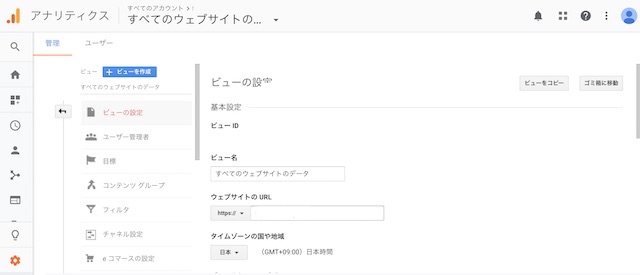 アナリティクス
すべてのアカウント >
すべてのウェブサイトの...
管理
ユーザー
ビュー
+ ビューを作成
すべてのウェブサイトのデータ
ビューの設定
ユーザー管理者
目標
コンテンツ グループ
フィルタ
チャネル設定
e コマースの設定
ビューの設定
ビューをコピー
ゴミ箱に移動
基本設定
ビュー ID
ビュー名
すべてのウェブサイトのデータ
ウェブサイトの URL
https://
タイムゾーンの国や地域
日本
(GMT+09:00) 日本時間